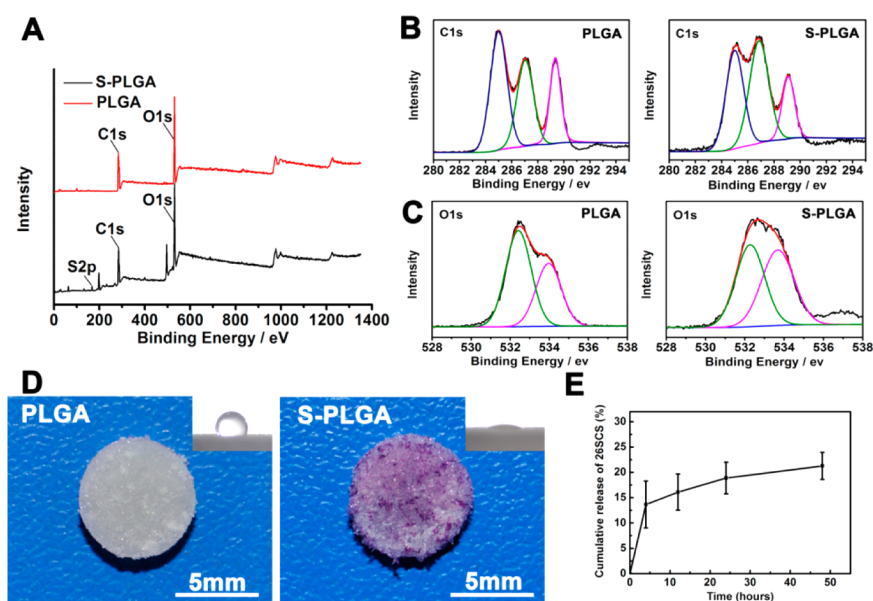 A
S-PLGA
PLGA
O1s
C1s
O1s
C1s
S2p
Intensity
0 200 400 600 800 1000 1200 1400
Binding Energy / eV
B
C1s PLGA
Intensity
280 282 284 286 288 290 292 294
Binding Energy / ev
C1s S-PLGA
Intensity
280 282 284 286 288 290 292 294
Binding Energy / ev
C
O1s PLGA
Intensity
528 530 532 534 536 538
Binding Energy / ev
O1s S-PLGA
Intensity
528 530 532 534 536 538
Binding Energy / ev
D
PLGA
5mm
S-PLGA
5mm
E
Cumulative release of 26SCS (%)
30
25
20
15
10
5
0
0 10 20 30 40 50
Time (hours)